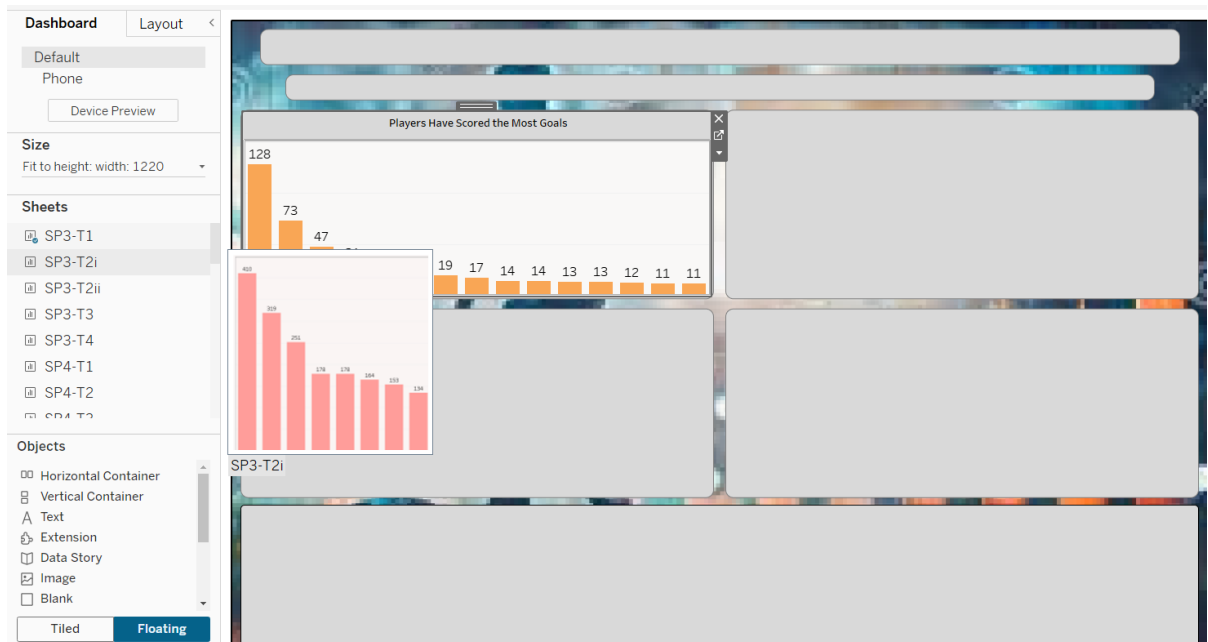 Dashboard
Layout
Default
Phone
Device Preview
Size
Fit to height: width: 1220
Sheets
SP3-T1
SP3-T2i
SP3-T2ii
SP3-T3
SP3-T4
SP4-T1
SP4-T2
SP4-T3
Objects
Horizontal Container
Vertical Container
Text
Extension
Data Story
Image
Blank
Tiled
Floating
Players Have Scored the Most Goals
128
73
47
19 17 14 14 13 13 12 11 11
319
251
178 178 164 153 134
SP3-T2i